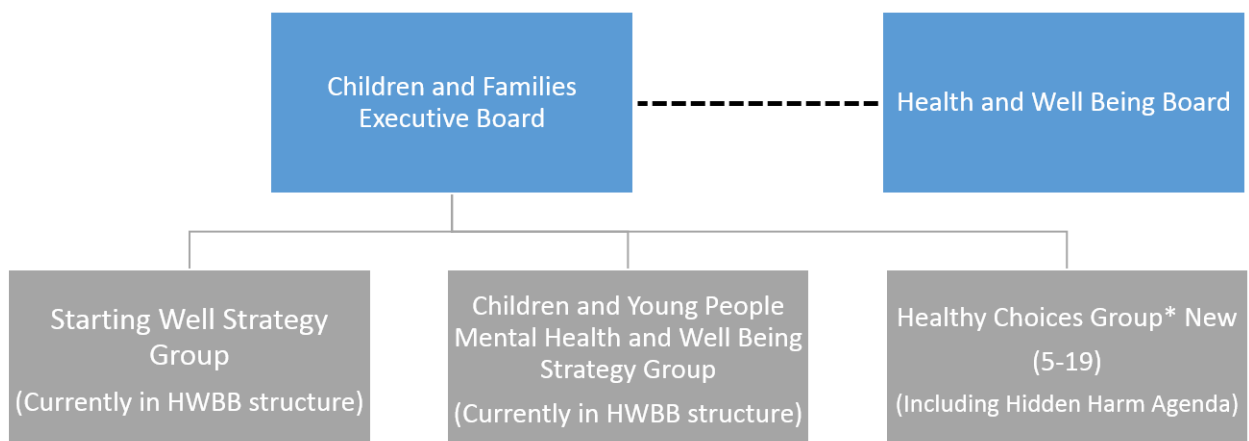 Children and Families
Executive Board
Health and Well Being Board
Starting Well Strategy
Group
(Currently in HWBB structure)
Children and Young People
Mental Health and Well Being
Strategy Group
(Currently in HWBB structure)
Healthy Choices Group* New
(5-19)
(Including Hidden Harm Agenda)